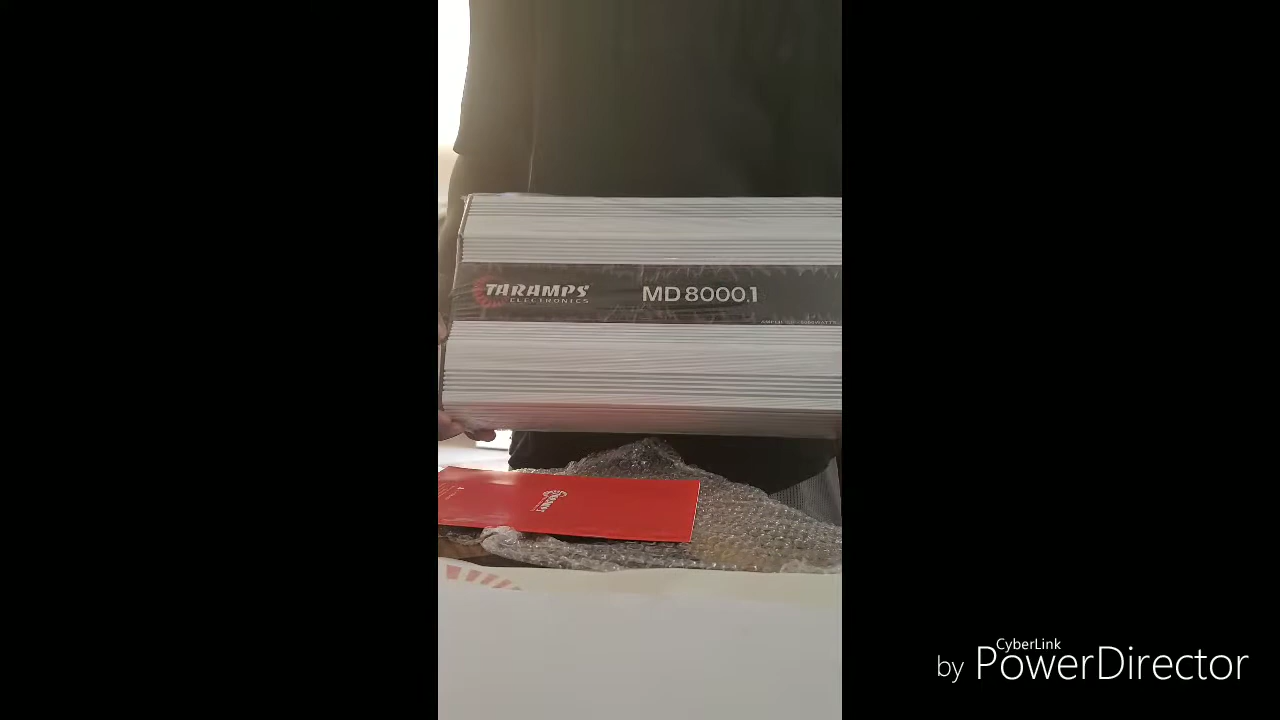 TARAMPS
ELECTRONICS
MD 8000.1
CyberLink
by PowerDirector